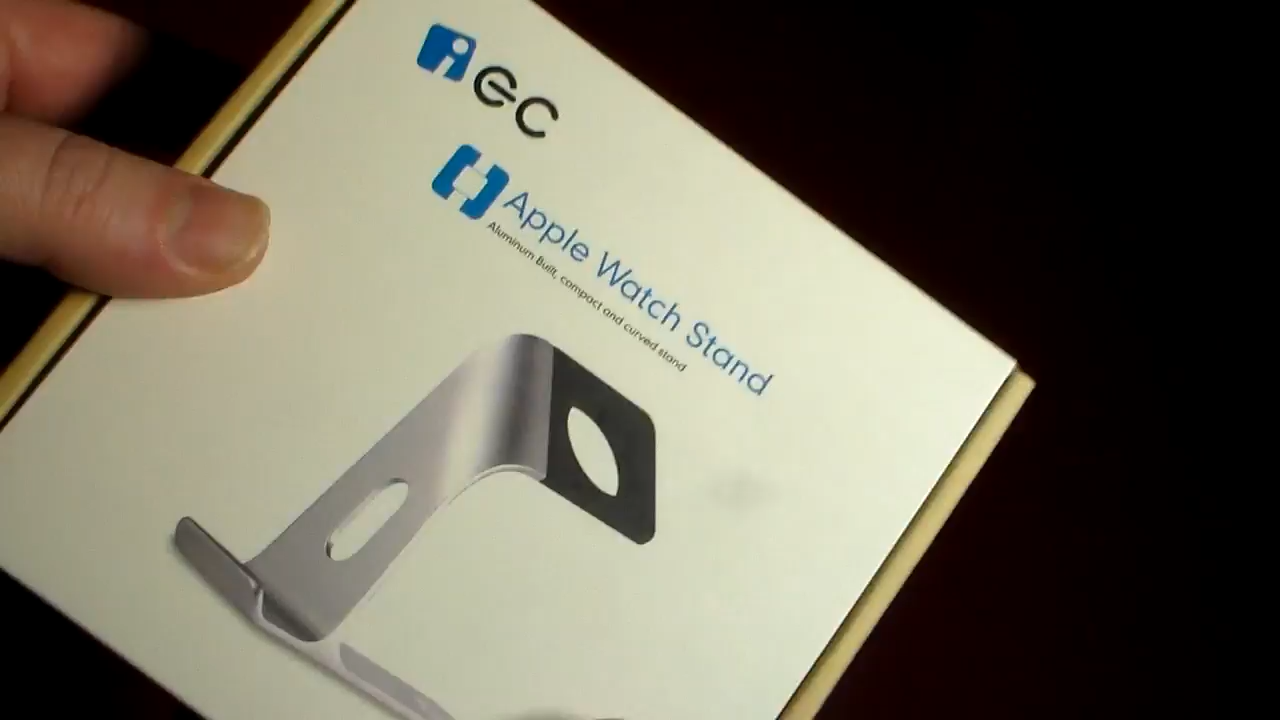 iec
Apple Watch Stand
Aluminum Built, compact and curved stand